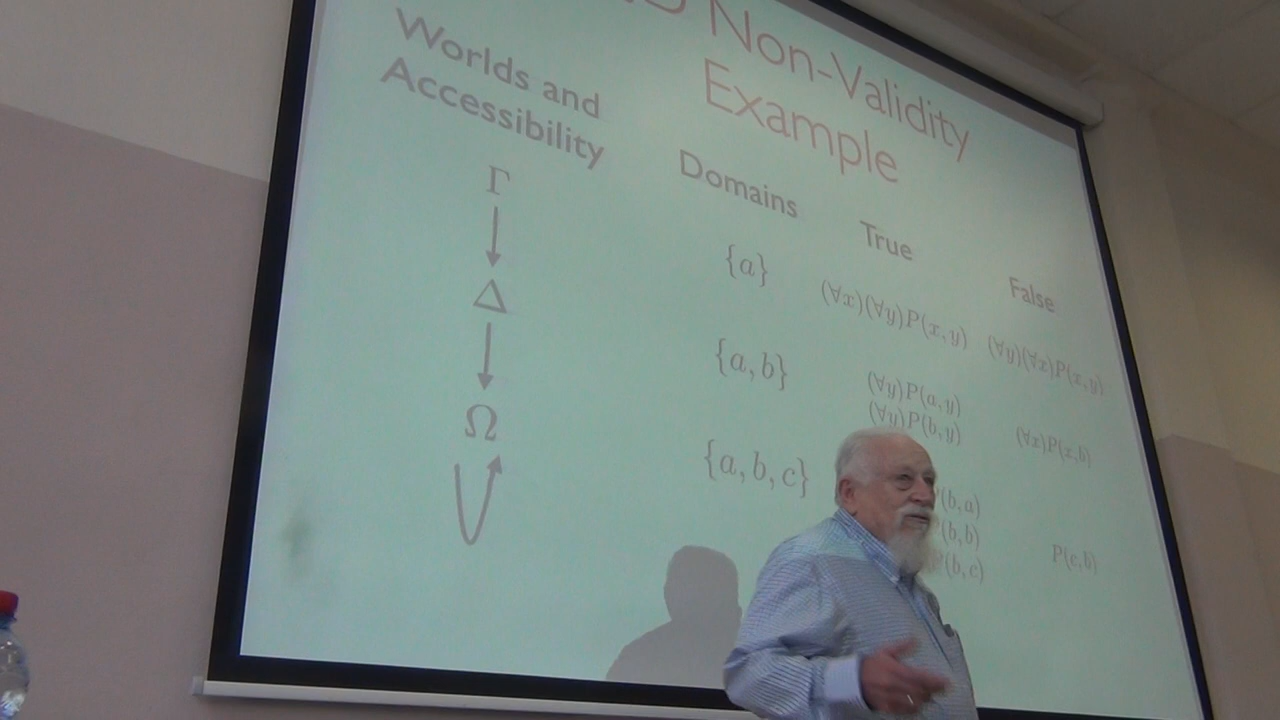 Non-Validity
Example
Worlds and
Accessibility
Domains
True
False
Γ
{a}
(∀x)(∀y)P(x, y)
(∀y)(∀x)P(x, y)
Δ
{a, b}
(∀y)P(a, y)
(∀y)P(b, y)
(∀x)P(x, b)
Ω
{a, b, c}
(b, a)
(b, b)
P(b, c)
P(c, b)